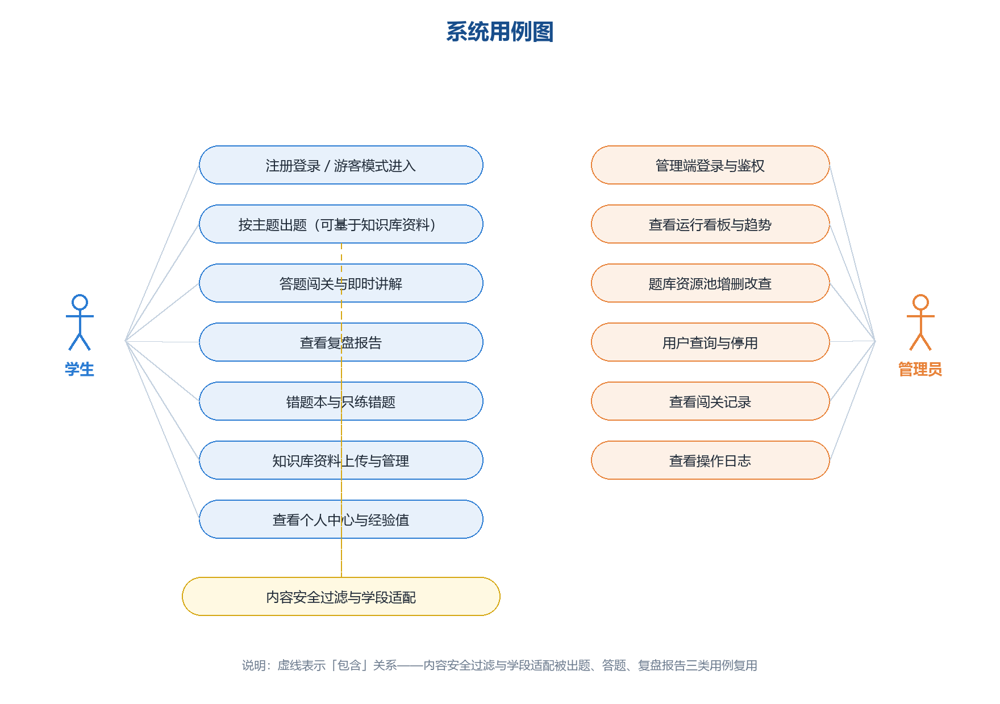 系统用例图
注册登录 / 游客模式进入
按主题出题（可基于知识库资料）
答题闯关与即时讲解
查看复盘报告
错题本与只练错题
知识库资料上传与管理
查看个人中心与经验值
内容安全过滤与学段适配
学生
管理端登录与鉴权
查看运行看板与趋势
题库资源池增删改查
用户查询与停用
查看闯关记录
查看操作日志
管理员
说明：虚线表示「包含」关系——内容安全过滤与学段适配被出题、答题、复盘报告三类用例复用